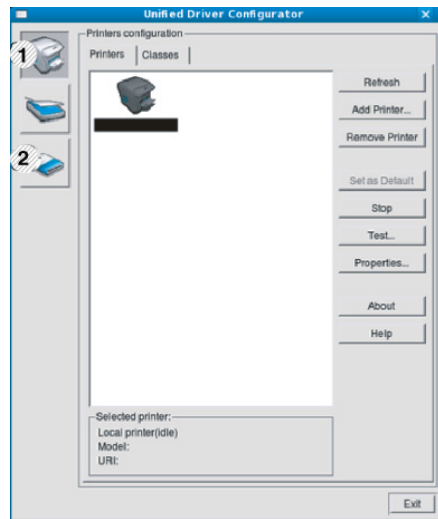 Unified Driver Configurator
1
2
Printers configuration
Printers
Classes
Refresh
Add Printer...
Remove Printer
Set as Default
Stop
Test...
Properties...
About
Help
Selected printer:
Local printer(idle)
Model:
URI:
Exit